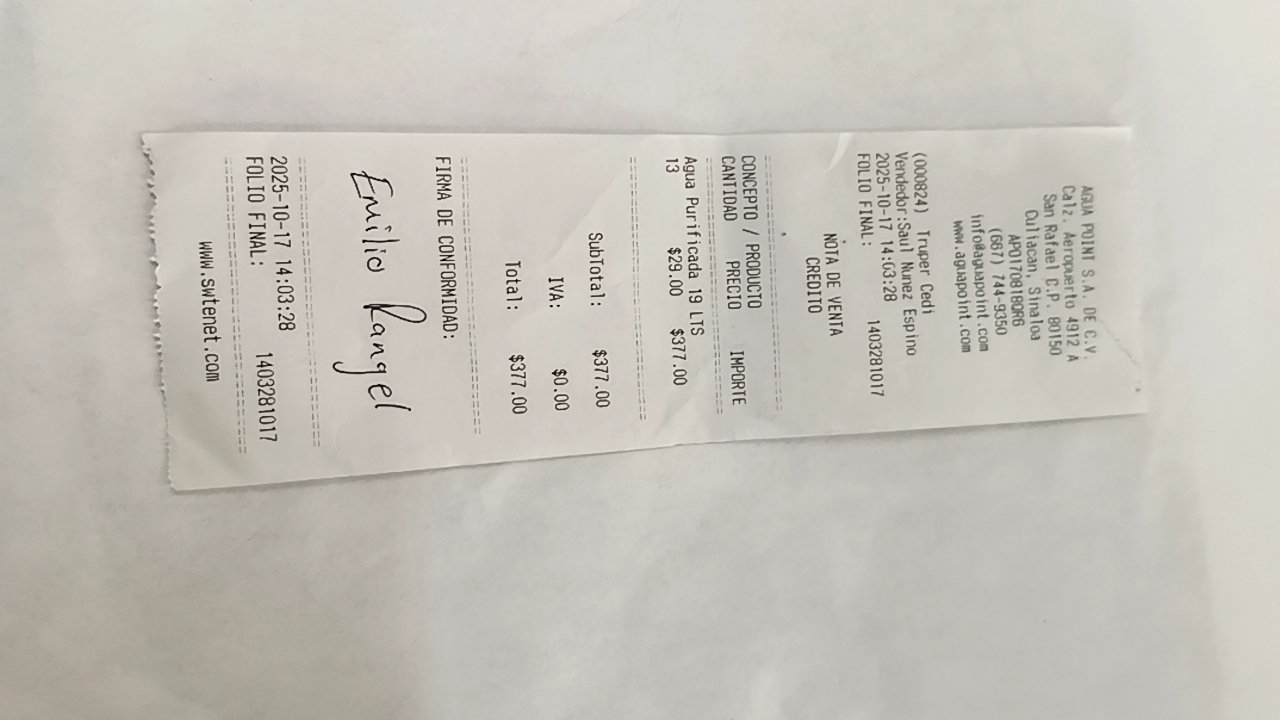 AGUA POINT S.A. DE C.V.
Calz. Aeropuerto 4912 A
San Rafael C.P. 80150
Culiacan, Sinaloa
APO170818QR6
(667) 744-9350
info@aguapoint.com
www.aguapoint.com
(000824) Truper Cedi
Vendedor:Saul Nunez Espino
2025-10-17 14:03:28
FOLIO FINAL: 1403281017
NOTA DE VENTA
CREDITO
CONCEPTO / PRODUCTO
CANTIDAD PRECIO IMPORTE
Agua Purificada 19 LTS
13 $29.00 $377.00
SubTotal: $377.00
IVA: $0.00
Total: $377.00
FIRMA DE CONFORMIDAD:
Emilio Rangel
2025-10-17 14:03:28
FOLIO FINAL: 1403281017
www.swtenet.com